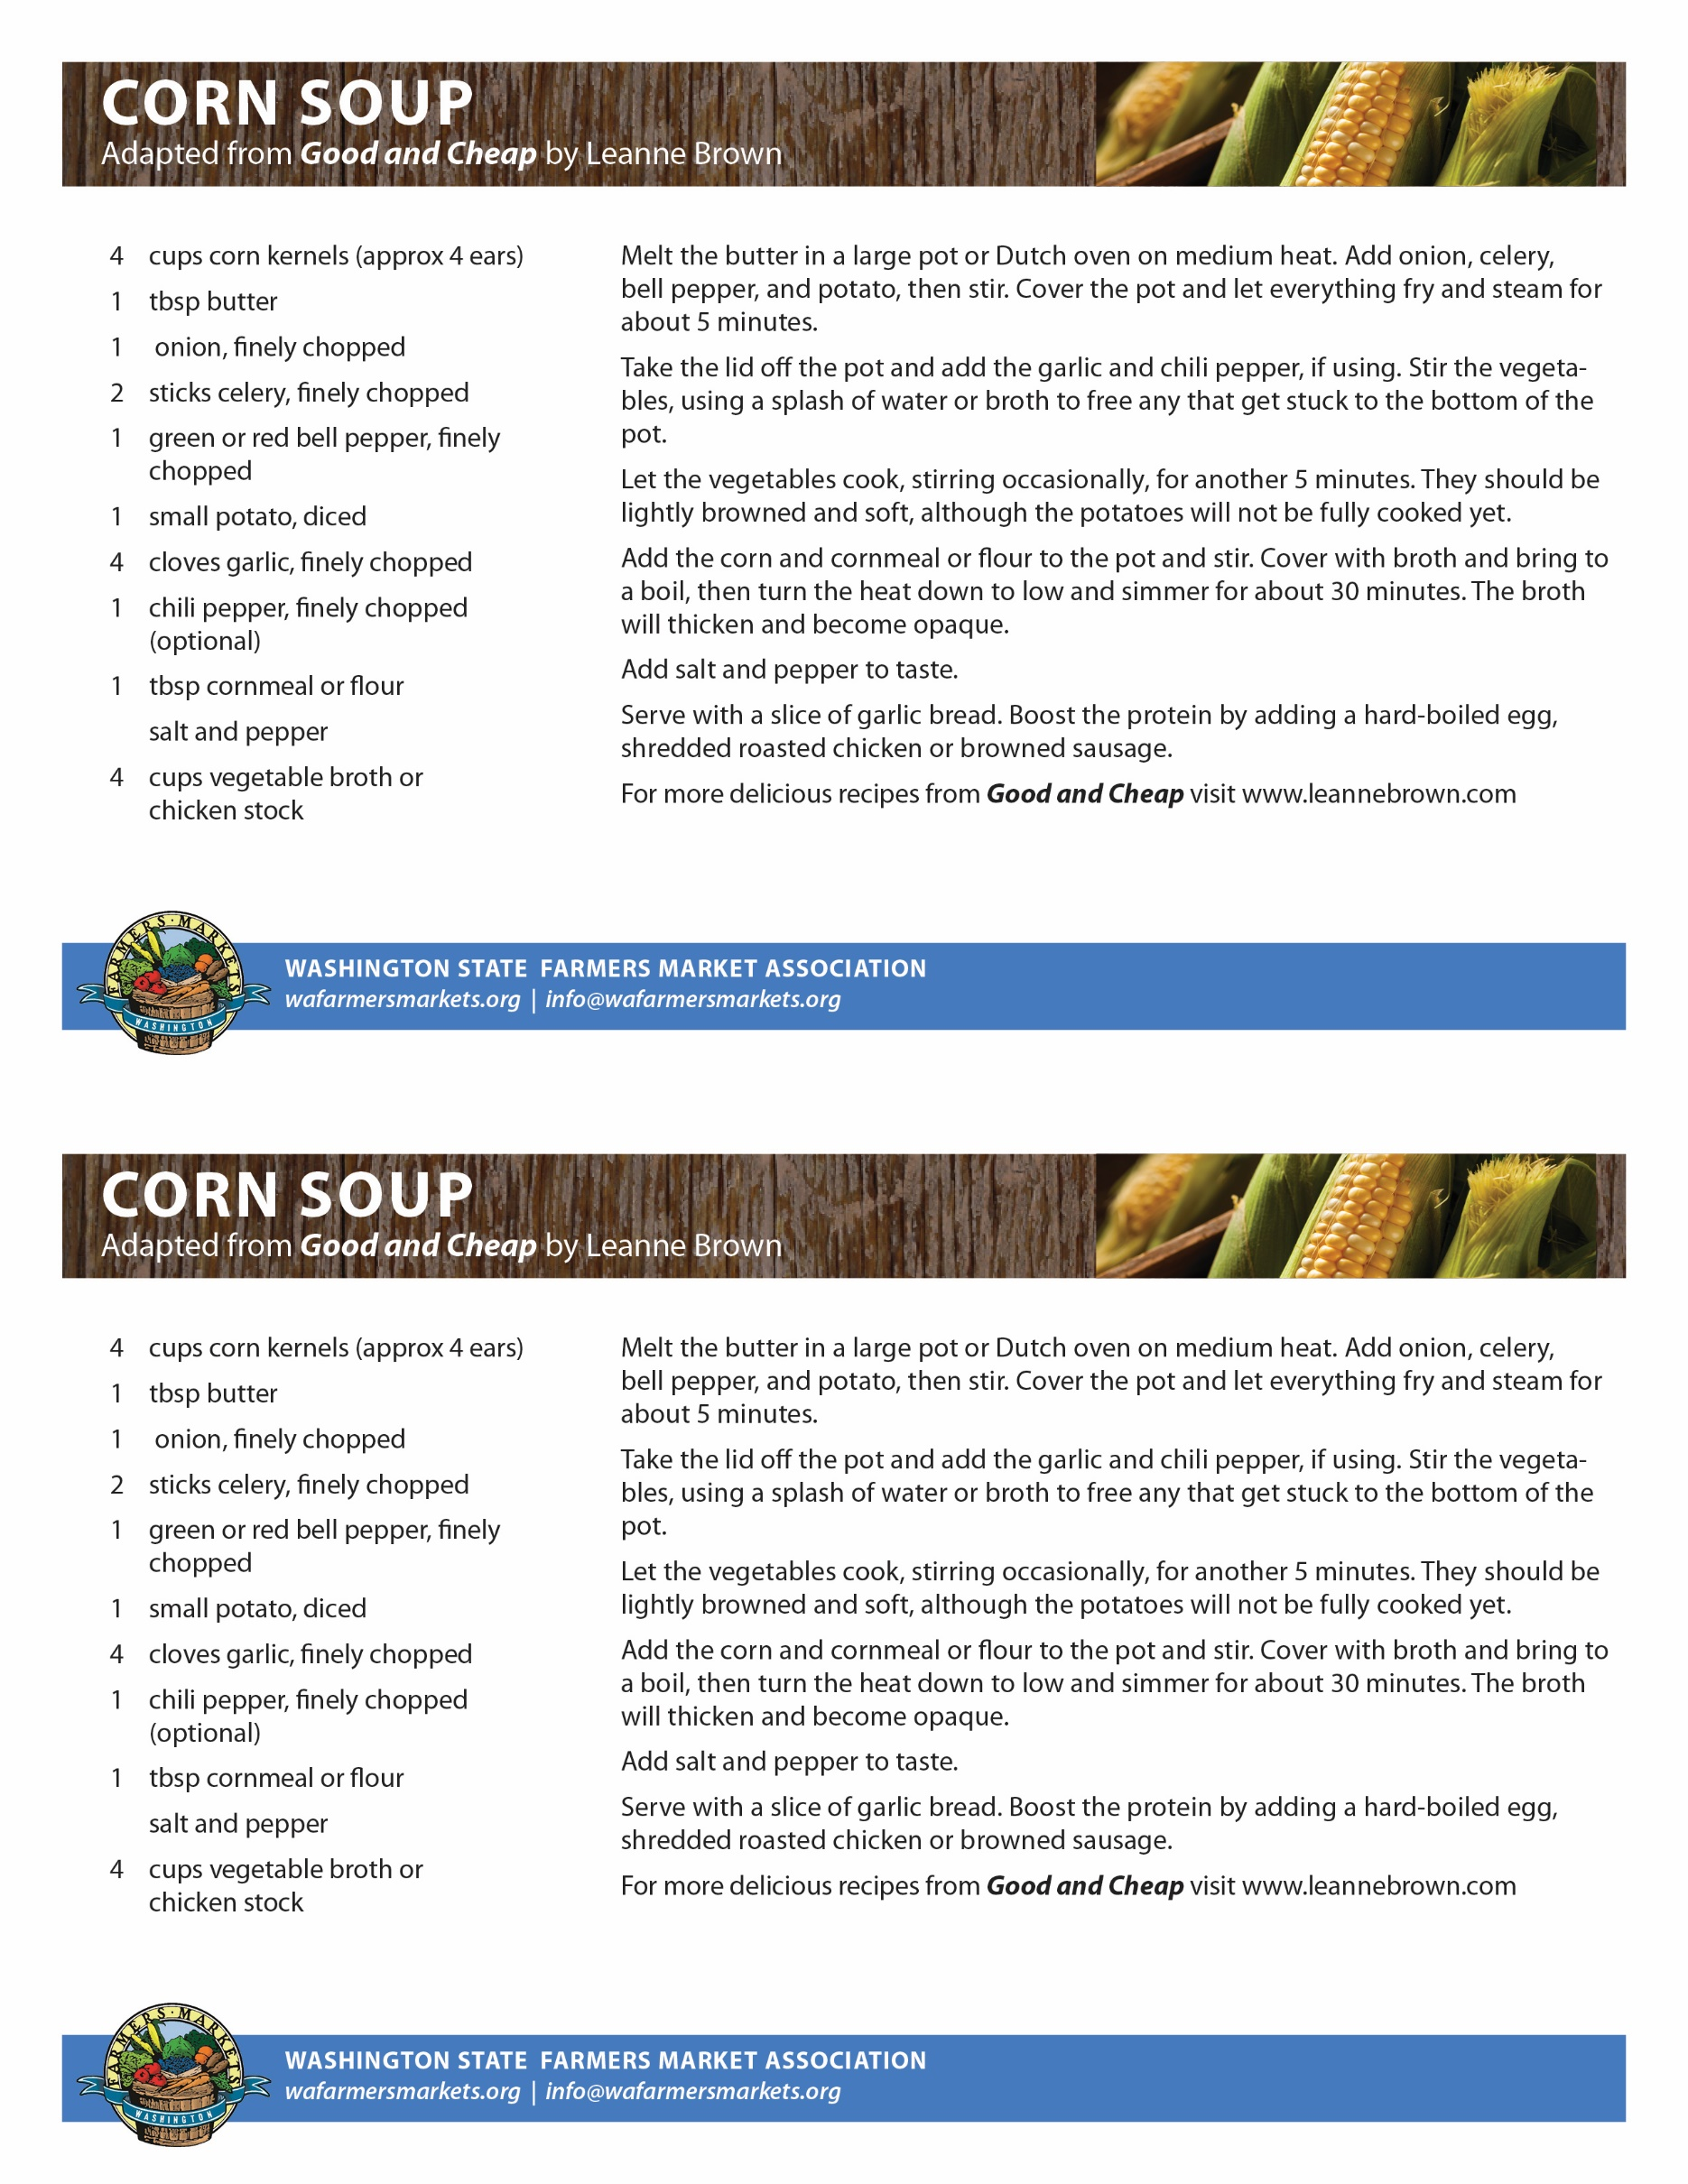 CORN SOUP
Adapted from Good and Cheap by Leanne Brown
4 cups corn kernels (approx 4 ears)
1 tbsp butter
1 onion, finely chopped
2 sticks celery, finely chopped
1 green or red bell pepper, finely
chopped
1 small potato, diced
4 cloves garlic, finely chopped
1 chili pepper, finely chopped
(optional)
1 tbsp cornmeal or flour
salt and pepper
4 cups vegetable broth or
chicken stock
Melt the butter in a large pot or Dutch oven on medium heat. Add onion, celery,
bell pepper, and potato, then stir. Cover the pot and let everything fry and steam for
about 5 minutes.
Take the lid off the pot and add the garlic and chili pepper, if using. Stir the vegeta-
bles, using a splash of water or broth to free any that get stuck to the bottom of the
pot.
Let the vegetables cook, stirring occasionally, for another 5 minutes. They should be
lightly browned and soft, although the potatoes will not be fully cooked yet.
Add the corn and cornmeal or flour to the pot and stir. Cover with broth and bring to
a boil, then turn the heat down to low and simmer for about 30 minutes. The broth
will thicken and become opaque.
Add salt and pepper to taste.
Serve with a slice of garlic bread. Boost the protein by adding a hard-boiled egg,
shredded roasted chicken or browned sausage.
For more delicious recipes from Good and Cheap visit www.leannebrown.com
FARMERS · MARKETS
WASHINGTON
WASHINGTON STATE FARMERS MARKET ASSOCIATION
wafarmersmarkets.org | info@wafarmersmarkets.org
CORN SOUP
Adapted from Good and Cheap by Leanne Brown
4 cups corn kernels (approx 4 ears)
1 tbsp butter
1 onion, finely chopped
2 sticks celery, finely chopped
1 green or red bell pepper, finely
chopped
1 small potato, diced
4 cloves garlic, finely chopped
1 chili pepper, finely chopped
(optional)
1 tbsp cornmeal or flour
salt and pepper
4 cups vegetable broth or
chicken stock
Melt the butter in a large pot or Dutch oven on medium heat. Add onion, celery,
bell pepper, and potato, then stir. Cover the pot and let everything fry and steam for
about 5 minutes.
Take the lid off the pot and add the garlic and chili pepper, if using. Stir the vegeta-
bles, using a splash of water or broth to free any that get stuck to the bottom of the
pot.
Let the vegetables cook, stirring occasionally, for another 5 minutes. They should be
lightly browned and soft, although the potatoes will not be fully cooked yet.
Add the corn and cornmeal or flour to the pot and stir. Cover with broth and bring to
a boil, then turn the heat down to low and simmer for about 30 minutes. The broth
will thicken and become opaque.
Add salt and pepper to taste.
Serve with a slice of garlic bread. Boost the protein by adding a hard-boiled egg,
shredded roasted chicken or browned sausage.
For more delicious recipes from Good and Cheap visit www.leannebrown.com
FARMERS · MARKETS
WASHINGTON
WASHINGTON STATE FARMERS MARKET ASSOCIATION
wafarmersmarkets.org | info@wafarmersmarkets.org